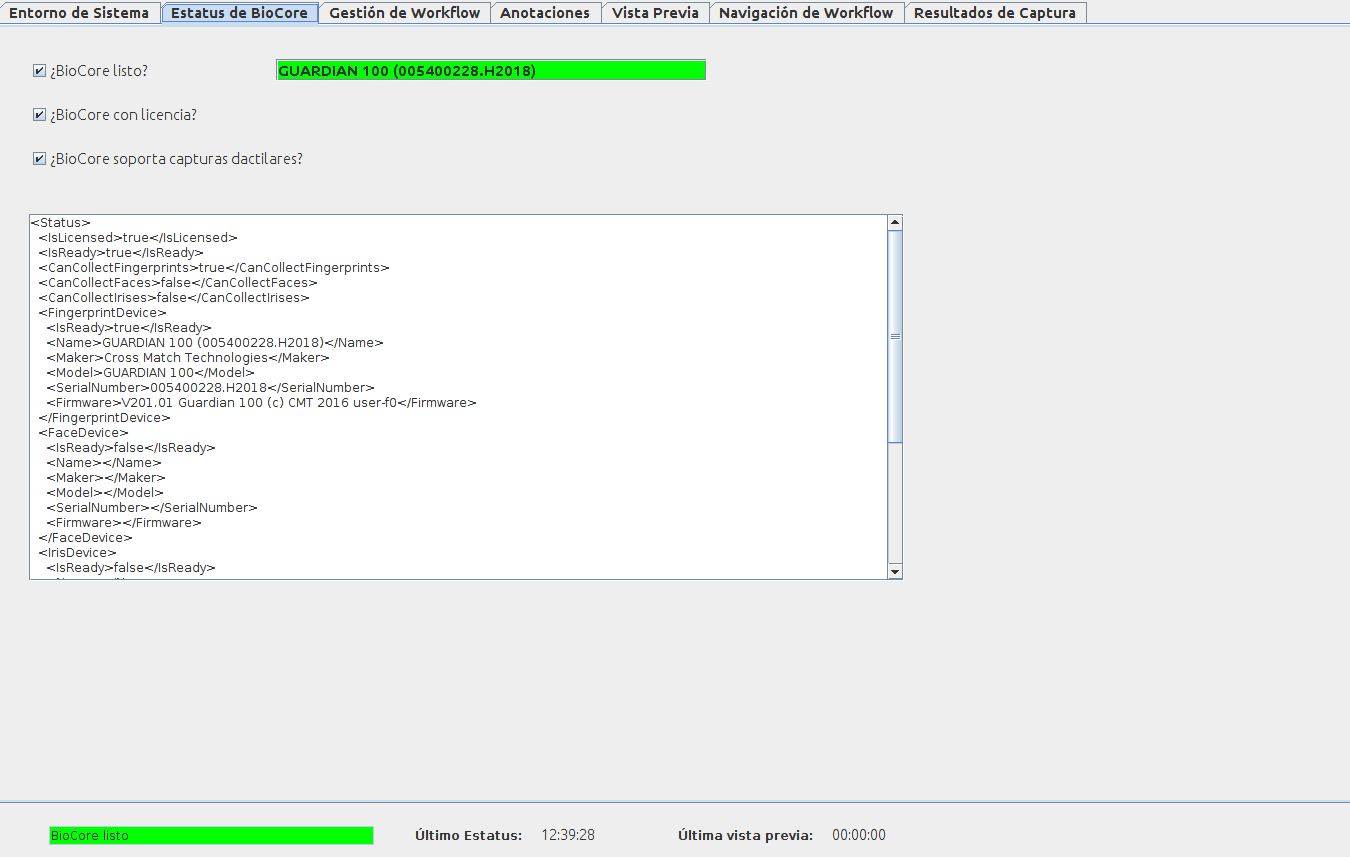 Entorno de Sistema Estatus de BioCore Gestión de Workflow Anotaciones Vista Previa Navigación de Workflow Resultados de Captura
¿BioCore listo? GUARDIAN 100 (005400228.H2018)
¿BioCore con licencia?
¿BioCore soporta capturas dactilares?
<Status>
<IsLicensed>true</IsLicensed>
<IsReady>true</IsReady>
<CanCollectFingerprints>true</CanCollectFingerprints>
<CanCollectFaces>false</CanCollectFaces>
<CanCollectIrises>false</CanCollectIrises>
<FingerprintDevice>
<IsReady>true</IsReady>
<Name>GUARDIAN 100 (005400228.H2018)</Name>
<Maker>Cross Match Technologies</Maker>
<Model>GUARDIAN 100</Model>
<SerialNumber>005400228.H2018</SerialNumber>
<Firmware>V201.01 Guardian 100 (c) CMT 2016 user-f0</Firmware>
</FingerprintDevice>
<FaceDevice>
<IsReady>false</IsReady>
<Name></Name>
<Maker></Maker>
<Model></Model>
<SerialNumber></SerialNumber>
<Firmware></Firmware>
</FaceDevice>
<IrisDevice>
<IsReady>false</IsReady>
BioCore listo Último Estatus: 12:39:28 Última vista previa: 00:00:00